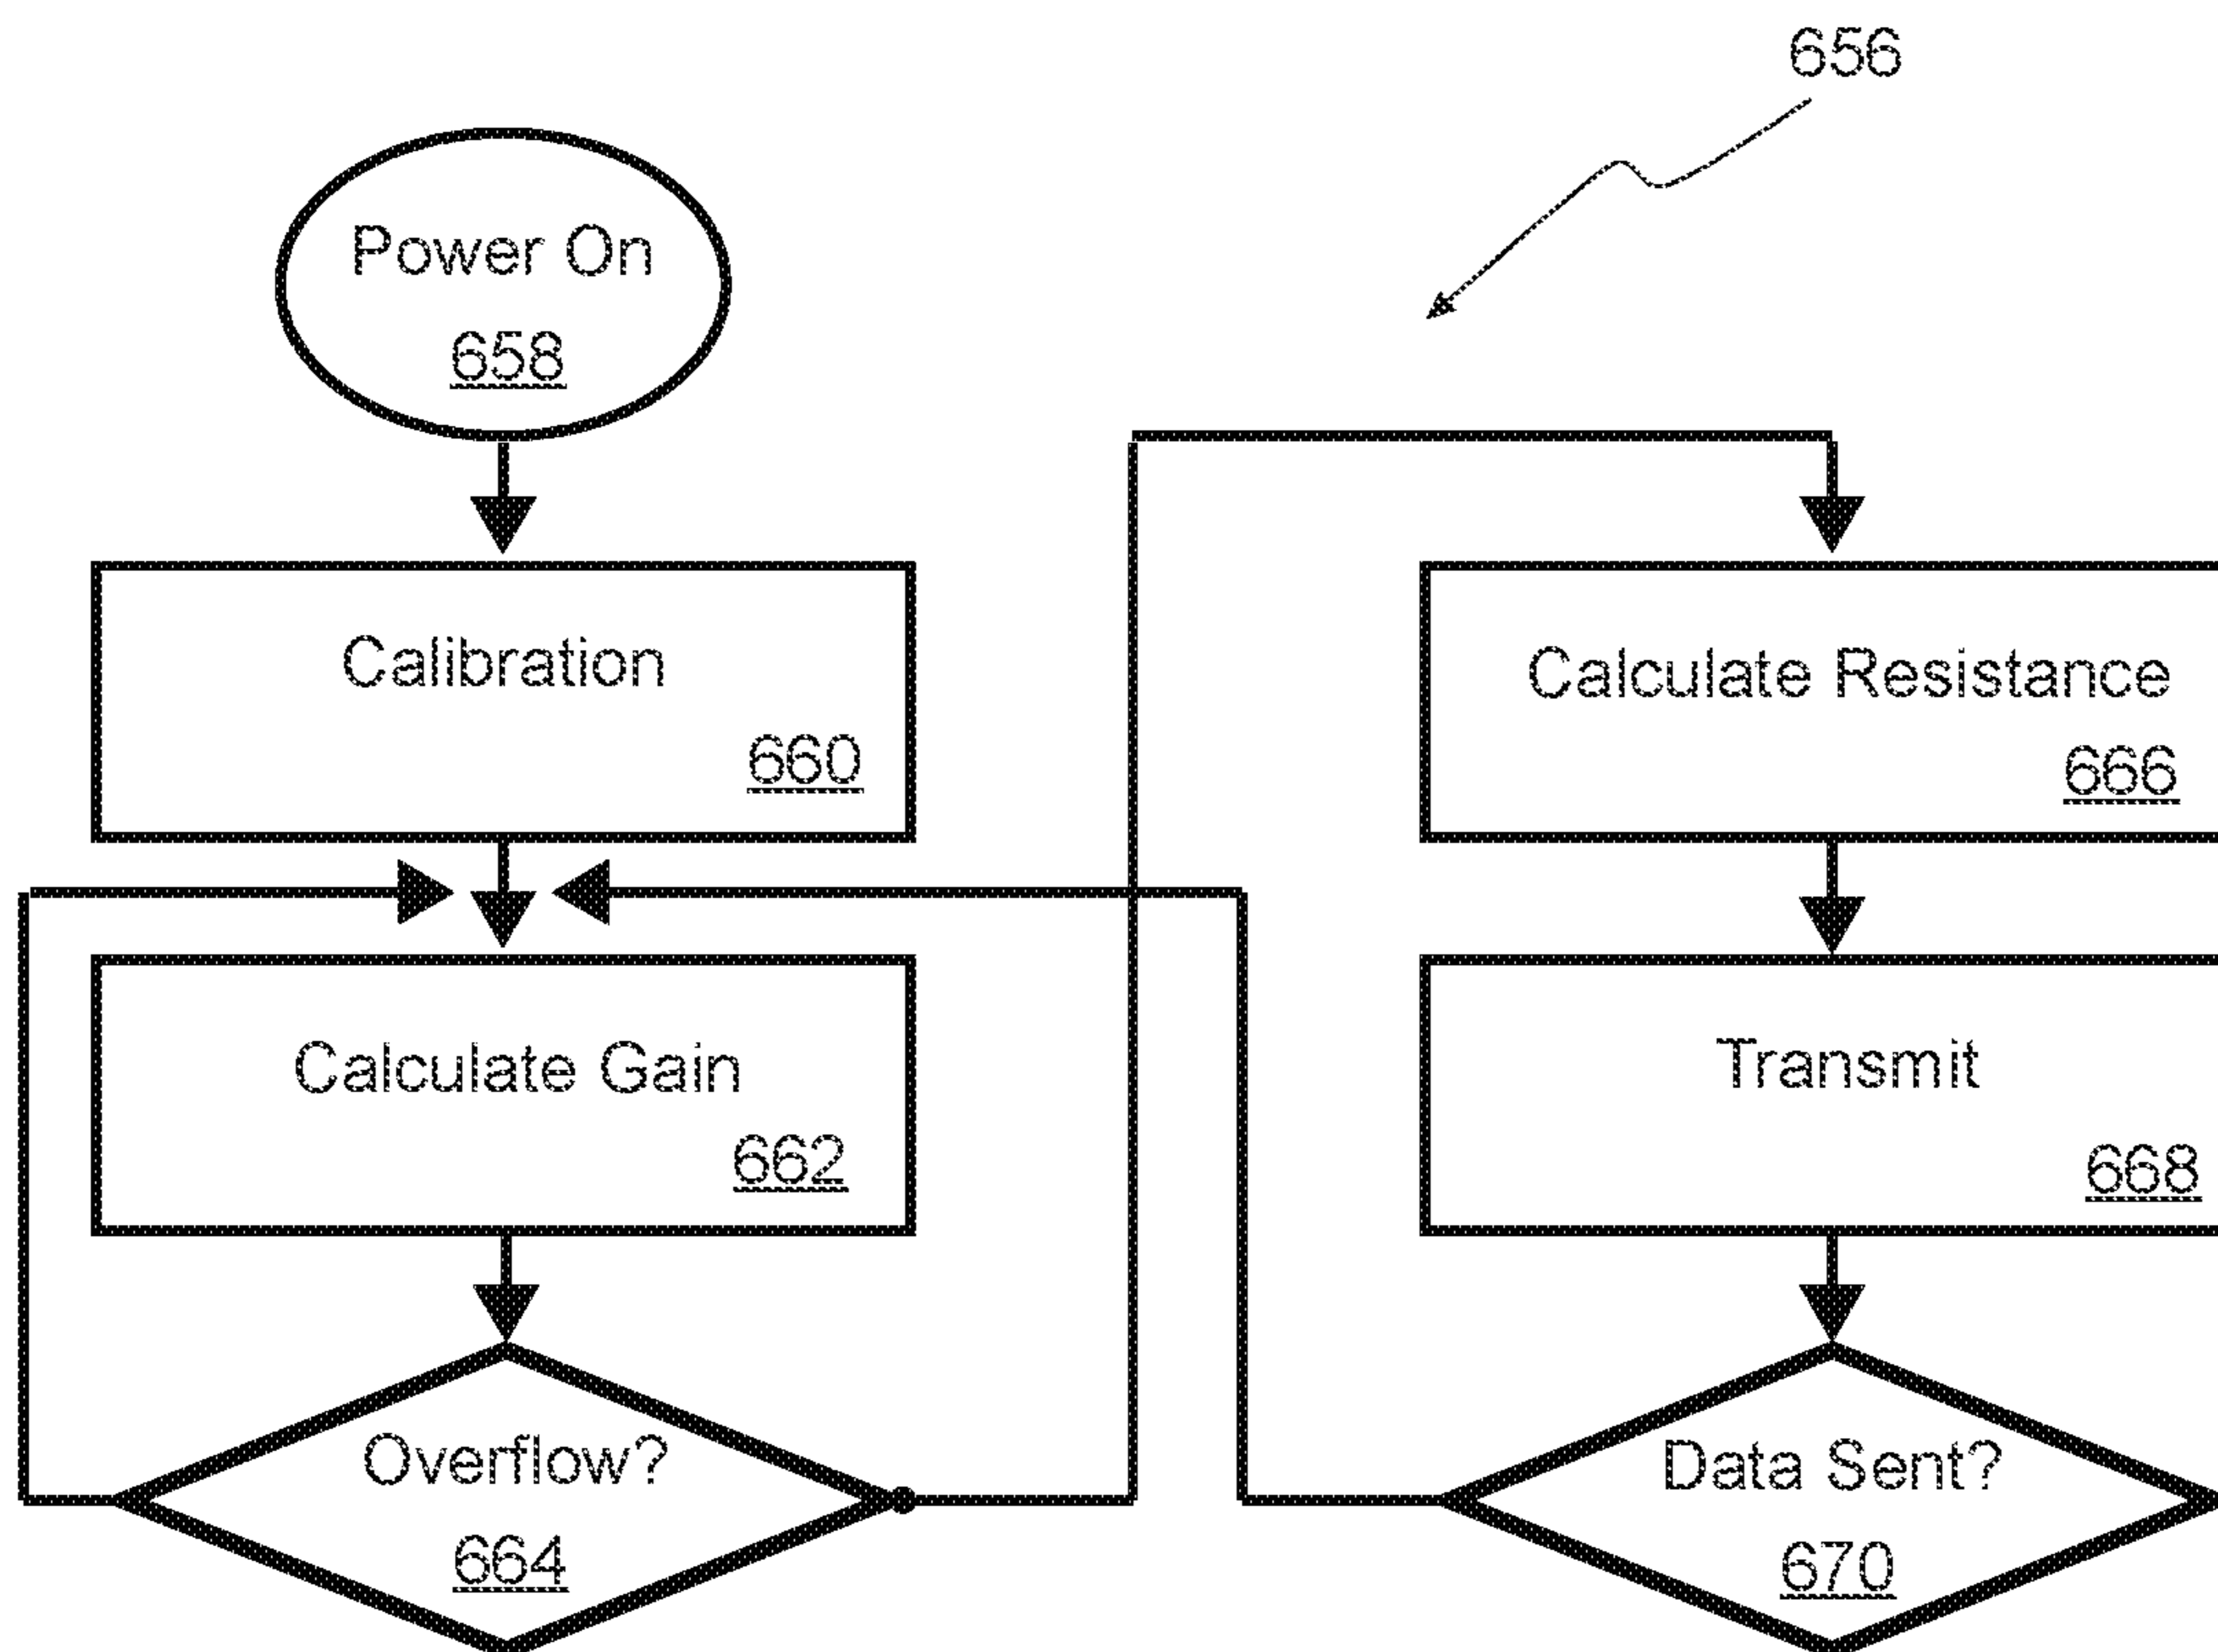 656
Power On
658
Calibration
660
Calculate Gain
662
Overflow?
664
Calculate Resistance
666
Transmit
668
Data Sent?
670